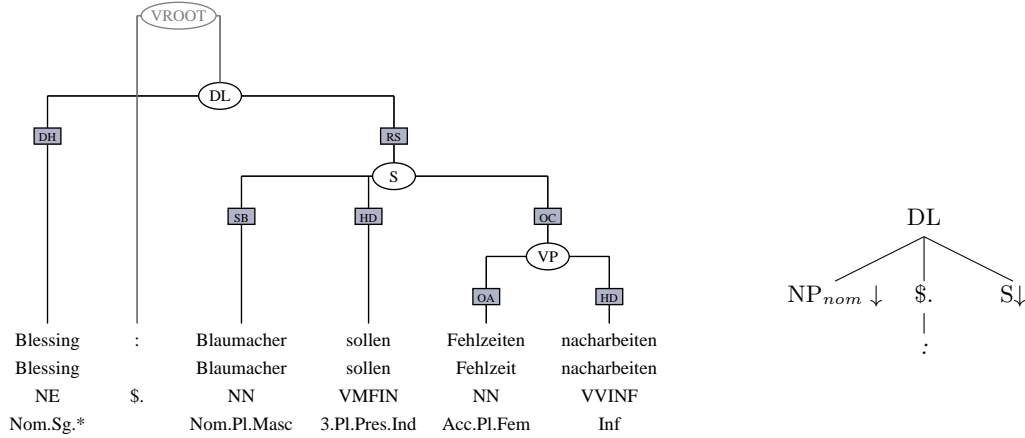 VROOT
DL
DH RS
S
SB HD OC
VP
OA HD
Blessing : Blaumacher sollen Fehlzeiten nacharbeiten
Blessing Blaumacher sollen Fehlzeit nacharbeiten
NE $. NN VMFIN NN VVINF
Nom.Sg.* Nom.Pl.Masc 3.Pl.Pres.Ind Acc.Pl.Fem Inf
DL
NPnom ↓ $. S↓
: